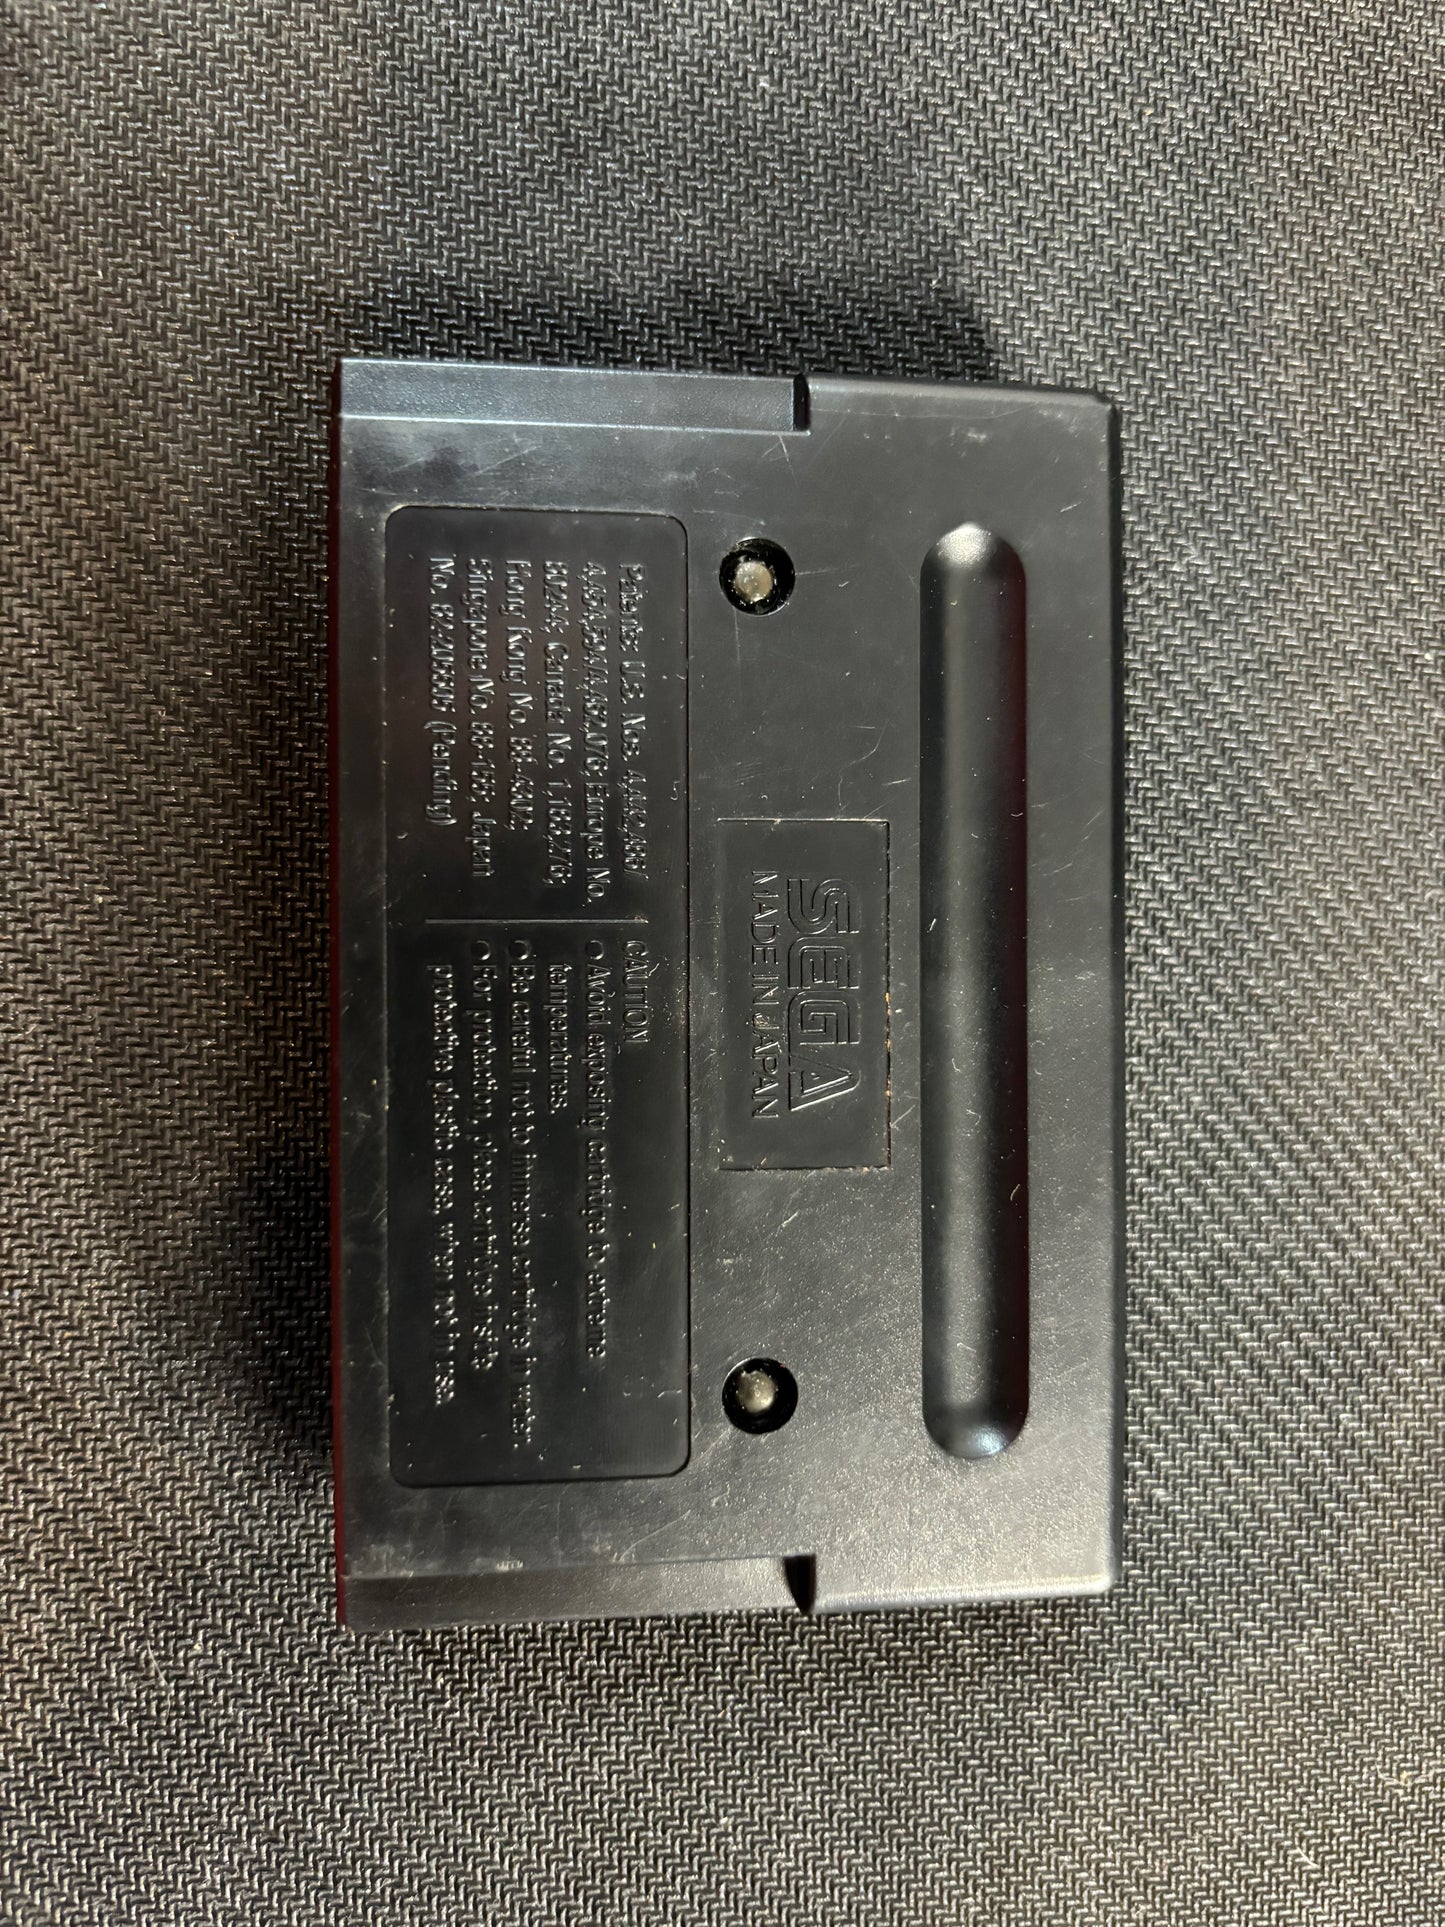 SEGA
MADE IN JAPAN
Patents: U.S. Nos. 4,442,486/
4,454,594/4,462,076; Europe No.
80244; Canada No. 1,183,276;
Hong Kong No. 88-4302;
Singapore No. 88-155; Japan
No. 82-205605 (Pending)
CAUTION
● Avoid exposing cartridge to extreme
temperatures.
● Be careful not to immerse cartridge in water.
● For protection, place cartridge inside
protective plastic case, when not in use.